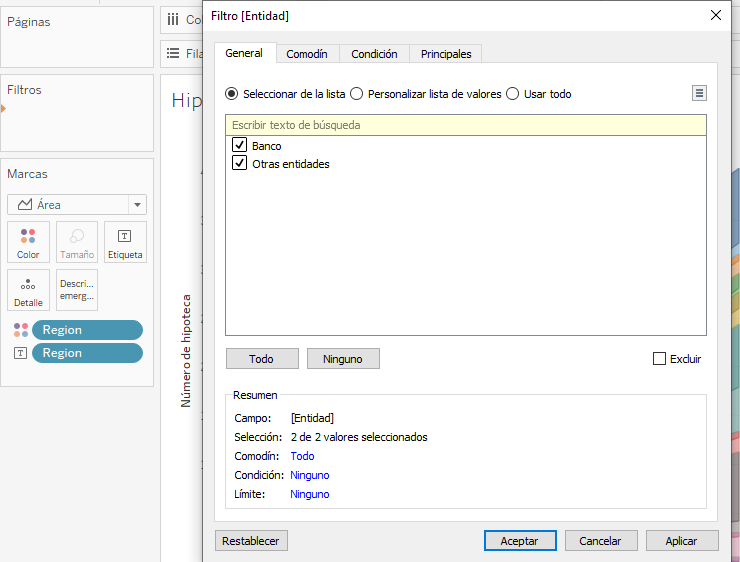 Páginas
Filtros
Marcas
Área
Color
Tamaño
Etiqueta
Detalle
Descri...
emerg...
Region
Region
Co
Fila
Hip
Número de hipoteca
Filtro [Entidad]
General
Comodín
Condición
Principales
Seleccionar de la lista
Personalizar lista de valores
Usar todo
Escribir texto de búsqueda
Banco
Otras entidades
Todo
Ninguno
Excluir
Resumen
Campo: [Entidad]
Selección: 2 de 2 valores seleccionados
Comodín: Todo
Condición: Ninguno
Límite: Ninguno
Restablecer
Aceptar
Cancelar
Aplicar